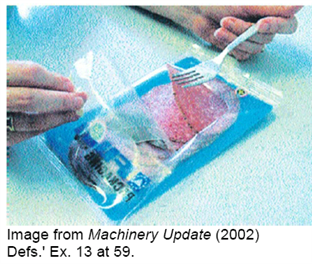 Image from Machinery Update (2002)
Defs.' Ex. 13 at 59.